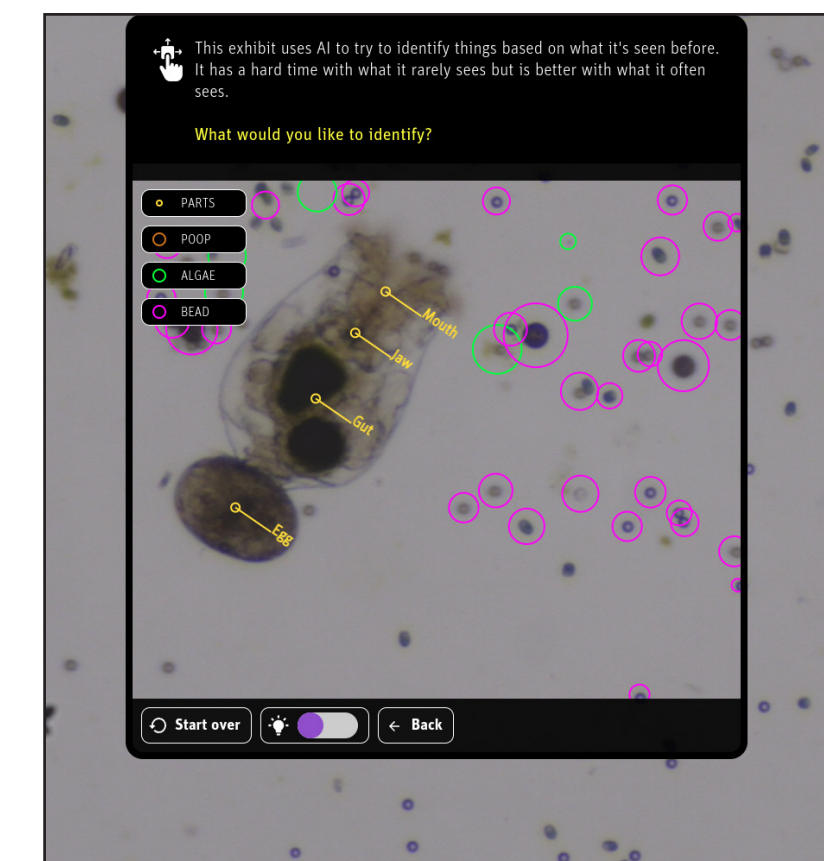 This exhibit uses AI to try to identify things based on what it's seen before.
It has a hard time with what it rarely sees but is better with what it often
sees.
What would you like to identify?
PARTS
POOP
ALGAE
BEAD
Mouth
Jaw
Gut
Egg
Start over
Back